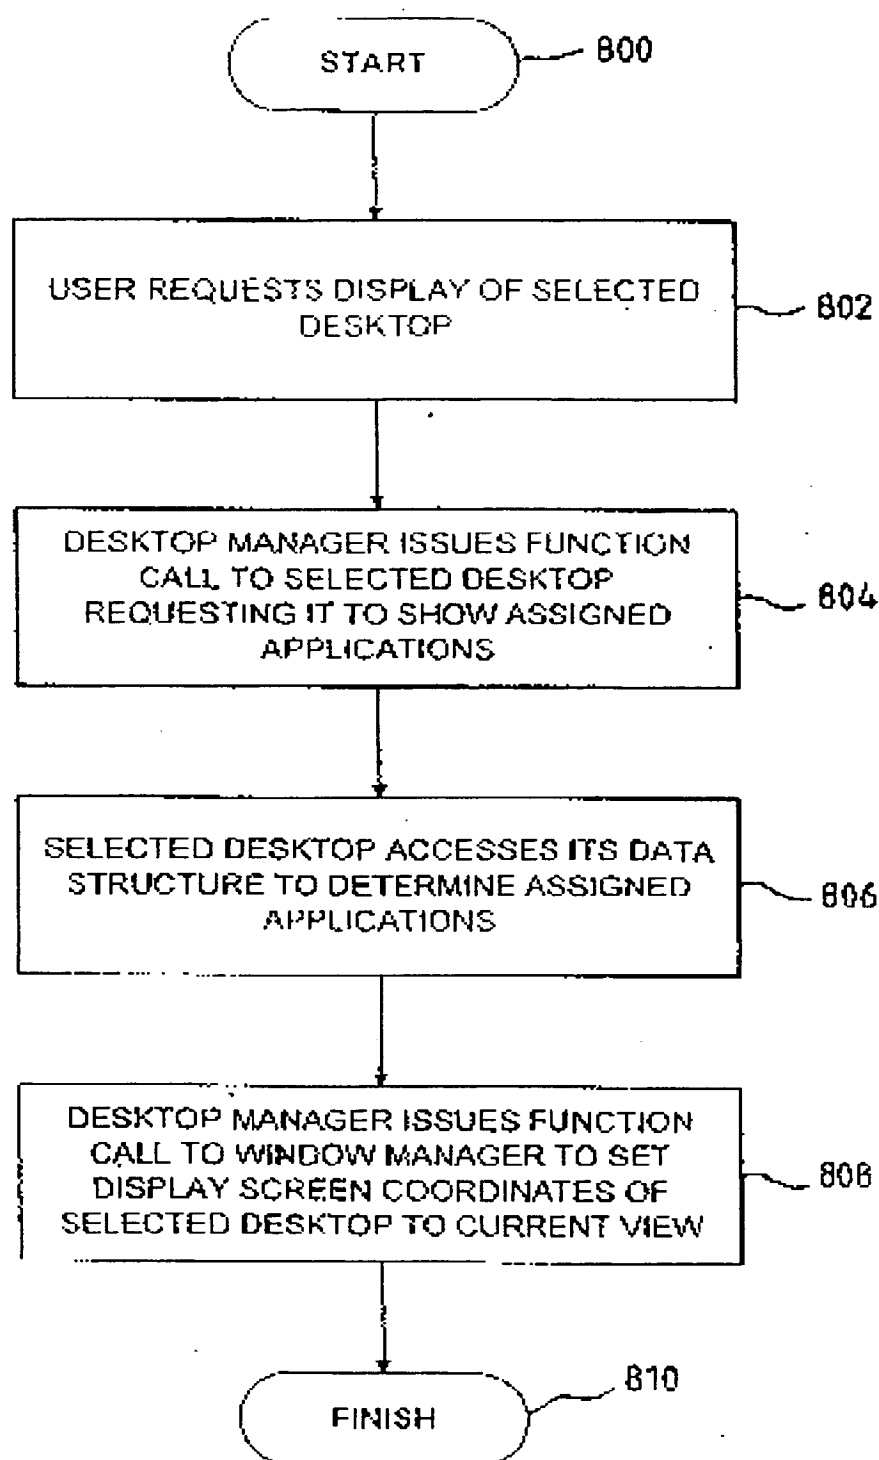 START
800
USER REQUESTS DISPLAY OF SELECTED
DESKTOP
802
DESKTOP MANAGER ISSUES FUNCTION
CALL TO SELECTED DESKTOP
REQUESTING IT TO SHOW ASSIGNED
APPLICATIONS
804
SELECTED DESKTOP ACCESSES ITS DATA
STRUCTURE TO DETERMINE ASSIGNED
APPLICATIONS
806
DESKTOP MANAGER ISSUES FUNCTION
CALL TO WINDOW MANAGER TO SET
DISPLAY SCREEN COORDINATES OF
SELECTED DESKTOP TO CURRENT VIEW
808
FINISH
810